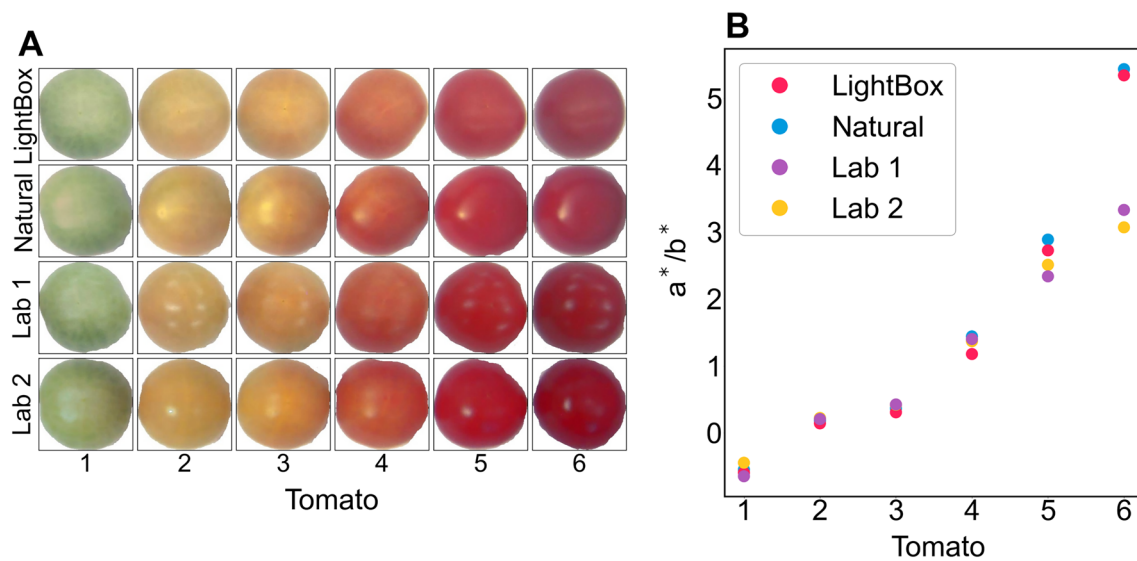 A
LightBox
Natural
Lab 1
Lab 2
1 2 3 4 5 6
Tomato
B
LightBox
Natural
Lab 1
Lab 2
a*/b*
5
4
3
2
1
0
1 2 3 4 5 6
Tomato